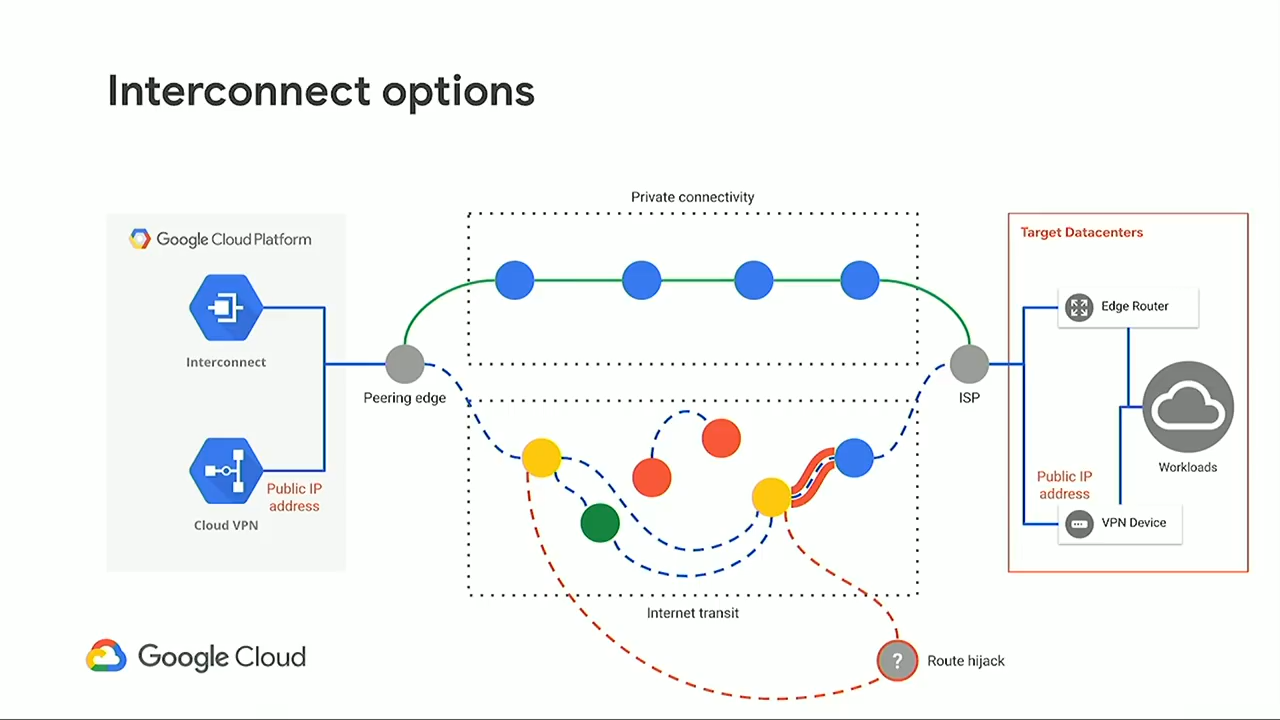 Interconnect options
Private connectivity
Google Cloud Platform
Target Datacenters
Interconnect
Edge Router
Peering edge
ISP
Workloads
Public IP
address
Cloud VPN
Public IP
address
VPN Device
Internet transit
Google Cloud
?
Route hijack